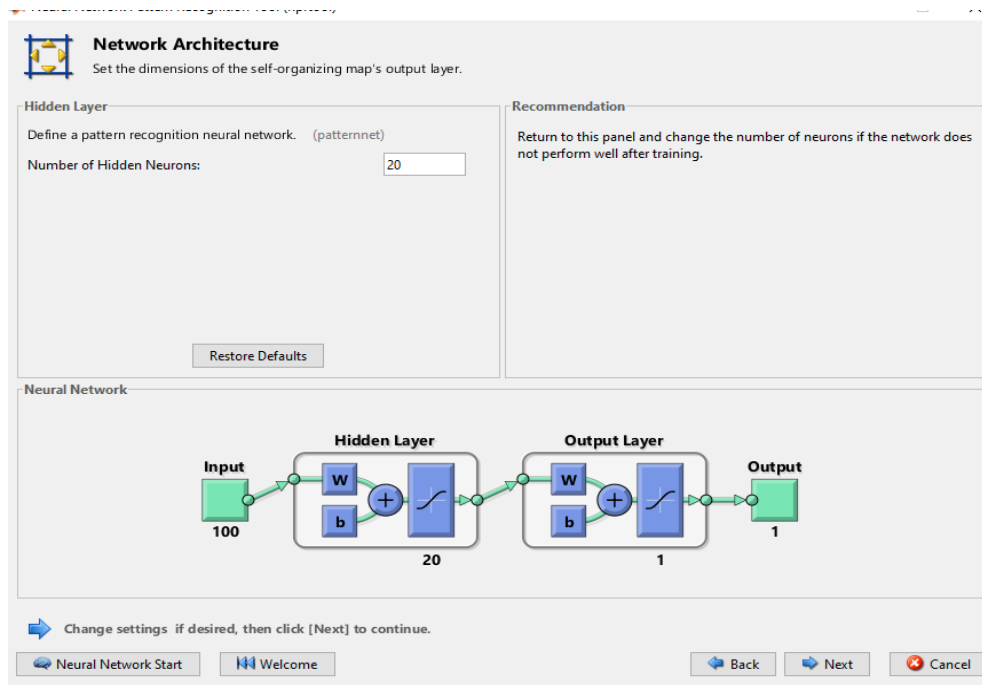 Network Architecture
Set the dimensions of the self-organizing map's output layer.
Hidden Layer
Define a pattern recognition neural network. (patternnet)
Number of Hidden Neurons: 20
Restore Defaults
Recommendation
Return to this panel and change the number of neurons if the network does
not perform well after training.
Neural Network
Hidden Layer
Output Layer
Input
Output
W
b
W
b
100
20
1
1
Change settings if desired, then click [Next] to continue.
Neural Network Start
Welcome
Back
Next
Cancel